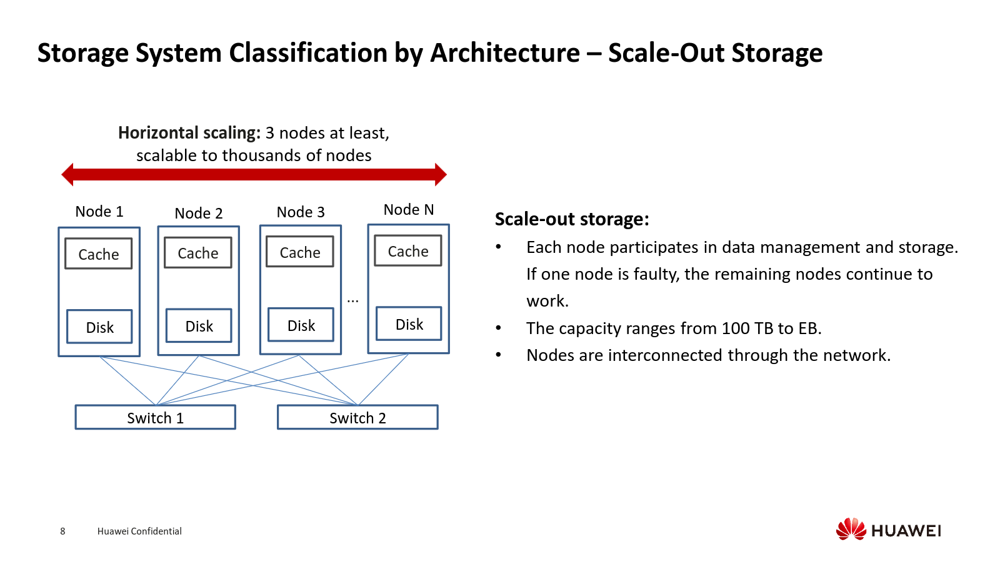 Storage System Classification by Architecture – Scale-Out Storage
Horizontal scaling: 3 nodes at least,
scalable to thousands of nodes
Node 1
Node 2
Node 3
Node N
Cache
Cache
Cache
Cache
...
Disk
Disk
Disk
Disk
Switch 1
Switch 2
Scale-out storage:
• Each node participates in data management and storage.
If one node is faulty, the remaining nodes continue to
work.
• The capacity ranges from 100 TB to EB.
• Nodes are interconnected through the network.
8
Huawei Confidential
HUAWEI